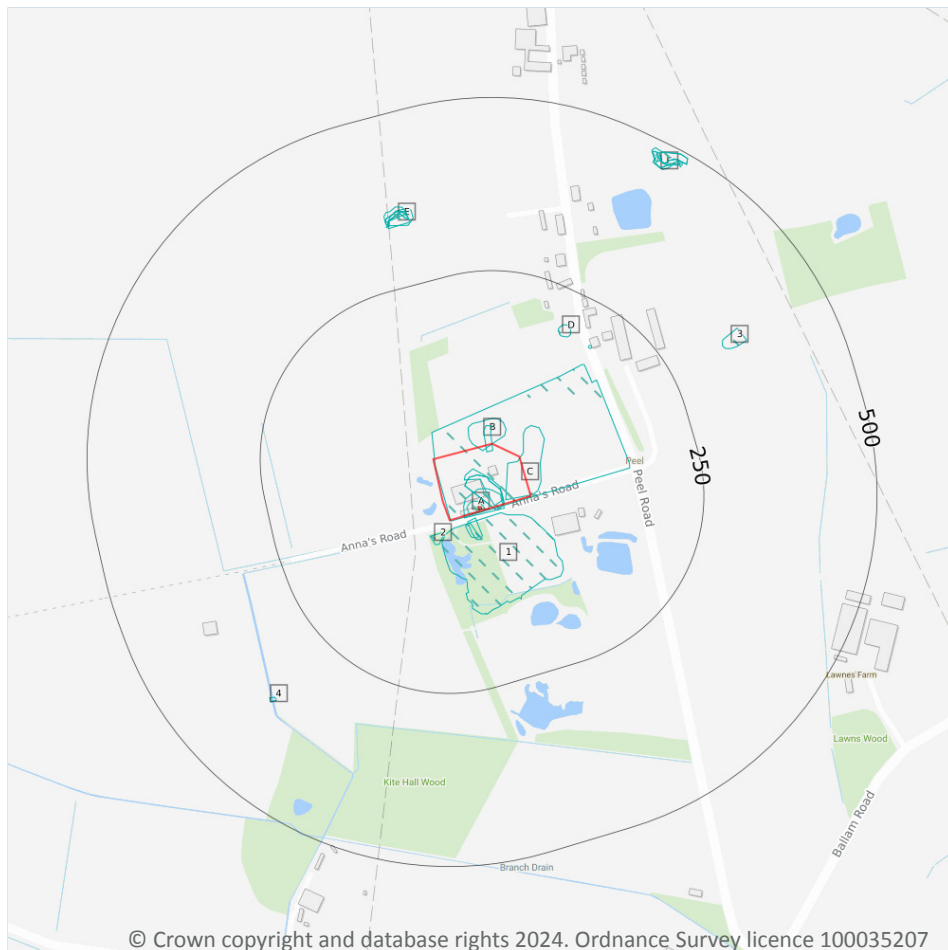 E
500
3
D
250
B
Peel
C
A
Anna's Road
Peel Road
2
Anna's Road
1
Lawnes Farm
4
Lawns Wood
Kite Hall Wood
Ballam Road
Branch Drain
© Crown copyright and database rights 2024. Ordnance Survey licence 100035207